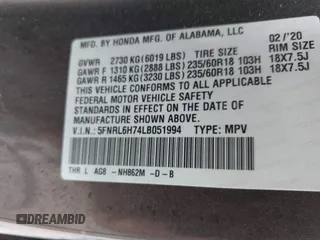 MFD. BY HONDA MFG. OF ALABAMA, LLC 02/'20
GVWR 2730 KG(6019 LBS) TIRE SIZE RIM SIZE
GAWR F 1310 KG(2888 LBS) 235/60R18 103H 18X7.5J
GAWR R 1465 KG(3230 LBS) 235/60R18 103H 18X7.5J
THIS VEHICLE CONFORMS TO ALL APPLICABLE
FEDERAL MOTOR VEHICLE SAFETY AND
THEFT PREVENTION STANDARDS IN EFFECT ON
THE DATE OF MANUFACTURE SHOWN ABOVE.
V.I.N.: 5FNRL6H74LB051994 TYPE: MPV
THR L AG8 -NH862M -D-B
DREAMBID